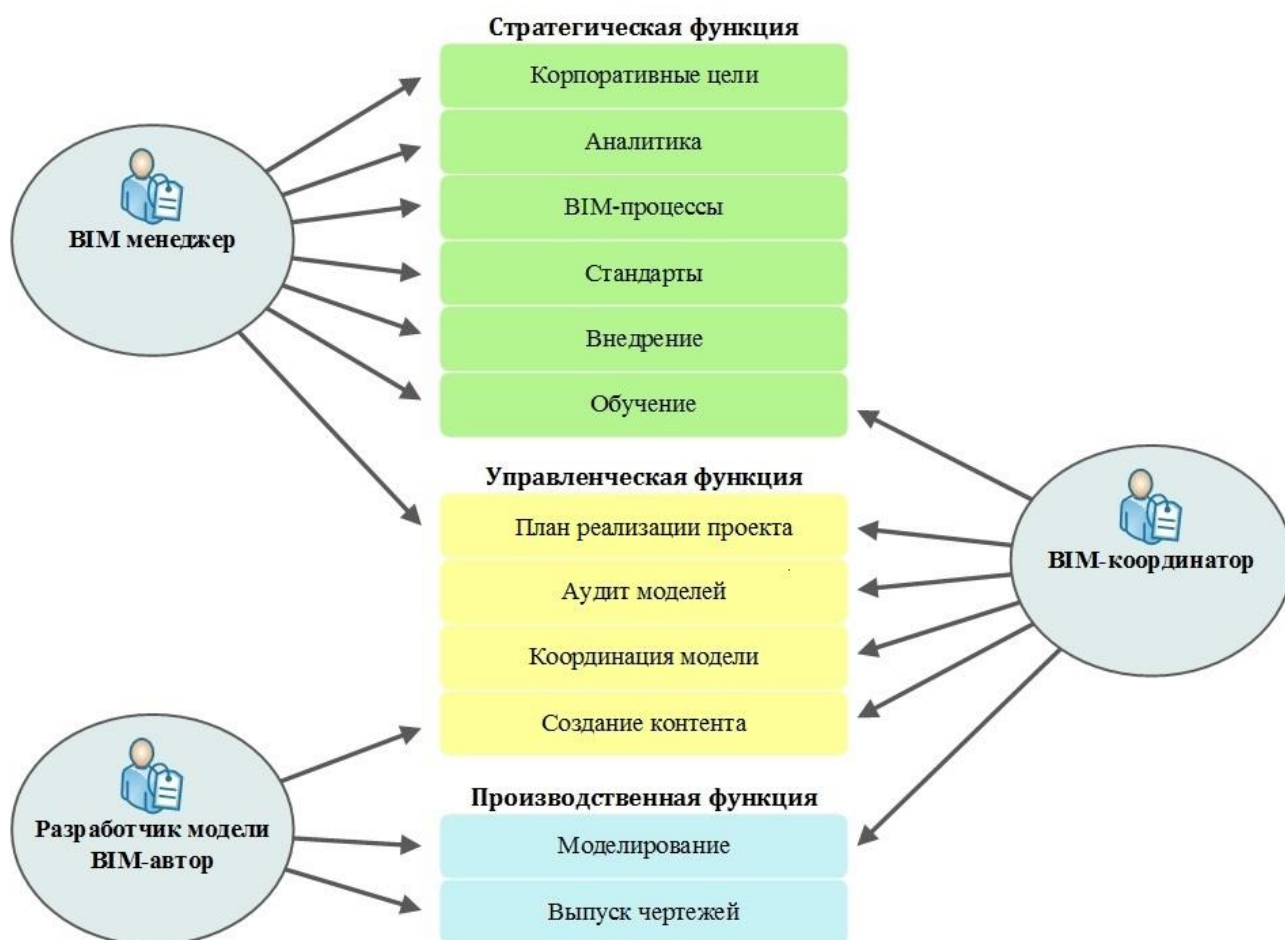 Стратегическая функция
Корпоративные цели
Аналитика
BIM-процессы
Стандарты
Внедрение
Обучение
BIM менеджер
Управленческая функция
План реализации проекта
Аудит моделей
Координация модели
Создание контента
BIM-координатор
Производственная функция
Моделирование
Выпуск чертежей
Разработчик модели
BIM-автор